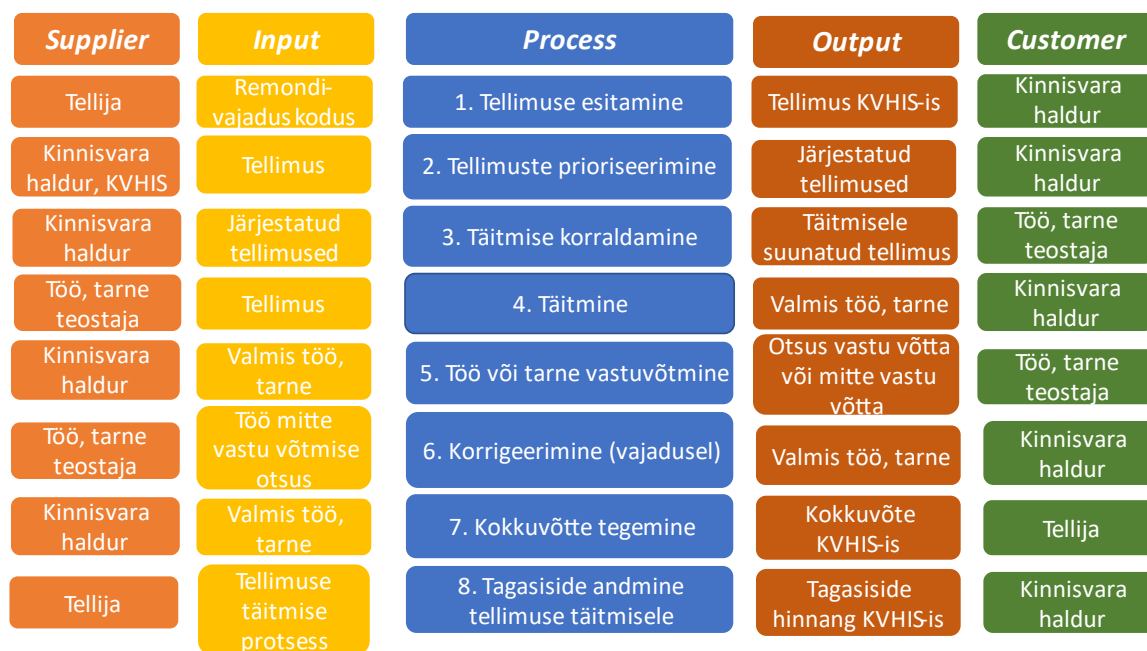 Supplier
Input
Process
Output
Customer
Tellija
Remondi-
vajadus kodus
1. Tellimuse esitamine
Tellimus KVHIS-is
Kinnisvara
haldur
Kinnisvara
haldur, KVHIS
Tellimus
2. Tellimuste prioriseerimine
Järjestatud
tellimused
Kinnisvara
haldur
Kinnisvara
haldur
Järjestatud
tellimused
3. Täitmise korraldamine
Täitmisele
suunatud tellimus
Töö, tarne
teostaja
Töö, tarne
teostaja
Tellimus
4. Täitmine
Valmis töö, tarne
Kinnisvara
haldur
Kinnisvara
haldur
Valmis töö,
tarne
5. Töö või tarne vastuvõtmine
Otsus vastu võtta
või mitte vastu
võtta
Töö, tarne
teostaja
Töö, tarne
teostaja
Töö mitte
vastu võtmise
otsus
6. Korrigeerimine (vajadusel)
Valmis töö, tarne
Kinnisvara
haldur
Kinnisvara
haldur
Valmis töö,
tarne
7. Kokkuvõtte tegemine
Kokkuvõte
KVHIS-is
Tellija
Tellija
Tellimuse
täitmise
protsess
8. Tagasiside andmine
tellimuse täitmisele
Tagasiside
hinnang KVHIS-is
Kinnisvara
haldur